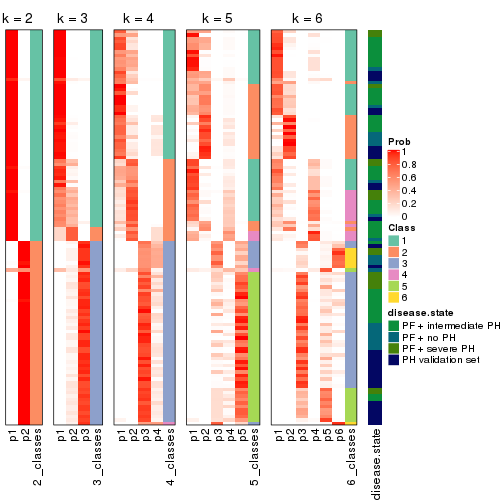 k = 2
k = 3
k = 4
k = 5
k = 6
Prob
1
0.8
0.6
0.4
0.2
0
Class
1
2
3
4
5
6
disease.state
PF + intermediate PH
PF + no PH
PF + severe PH
PH validation set
p1
p2
2_classes
p1
p2
p3
3_classes
p1
p2
p3
p4
4_classes
p1
p2
p3
p4
p5
5_classes
p1
p2
p3
p4
p5
p6
6_classes
disease.state